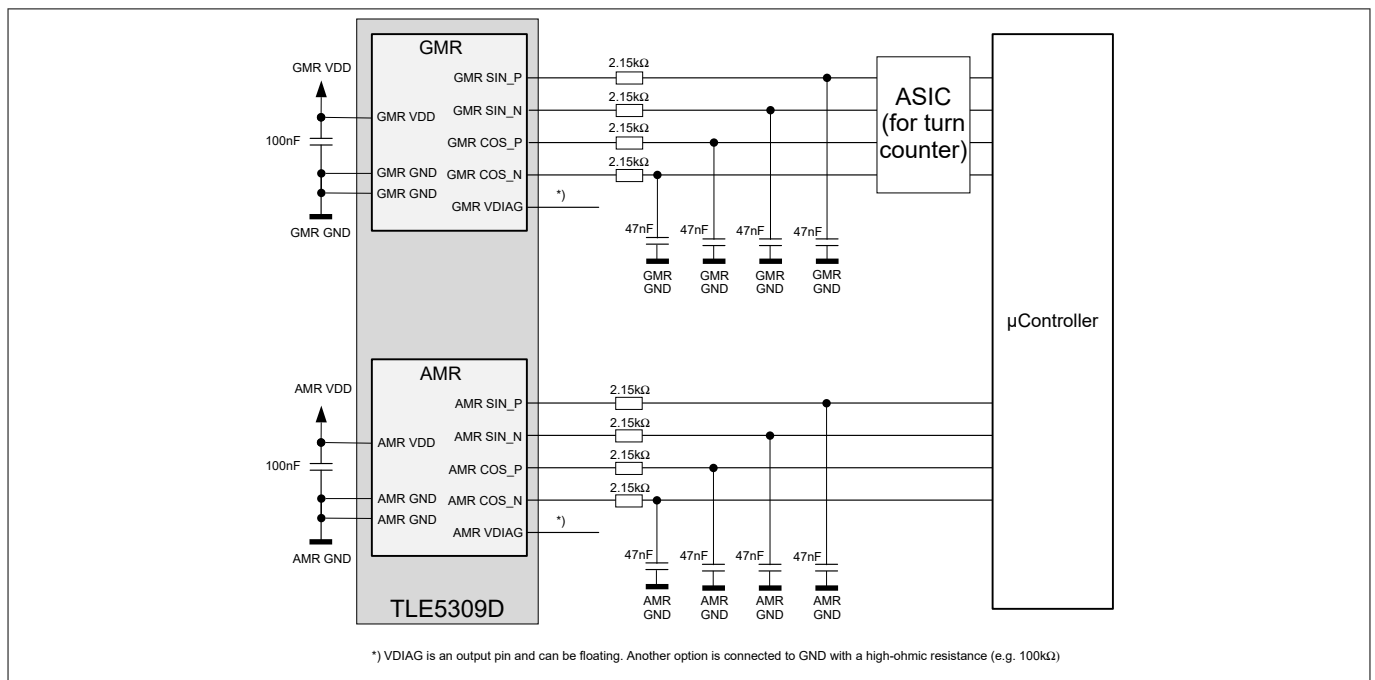 GMR
GMR VDD
GMR VDD
100nF
GMR GND
GMR GND
GMR GND
GMR SIN_P
GMR SIN_N
GMR COS_P
GMR COS_N
GMR VDIAG
*)
2.15kΩ
2.15kΩ
2.15kΩ
2.15kΩ
47nF
47nF
47nF
47nF
GMR
GND
GMR
GND
GMR
GND
GMR
GND
ASIC
(for turn
counter)
µController
AMR
AMR VDD
AMR VDD
100nF
AMR GND
AMR GND
AMR GND
AMR SIN_P
AMR SIN_N
AMR COS_P
AMR COS_N
AMR VDIAG
*)
2.15kΩ
2.15kΩ
2.15kΩ
2.15kΩ
47nF
47nF
47nF
47nF
AMR
GND
AMR
GND
AMR
GND
AMR
GND
TLE5309D
*) VDIAG is an output pin and can be floating. Another option is connected to GND with a high-ohmic resistance (e.g. 100kΩ)